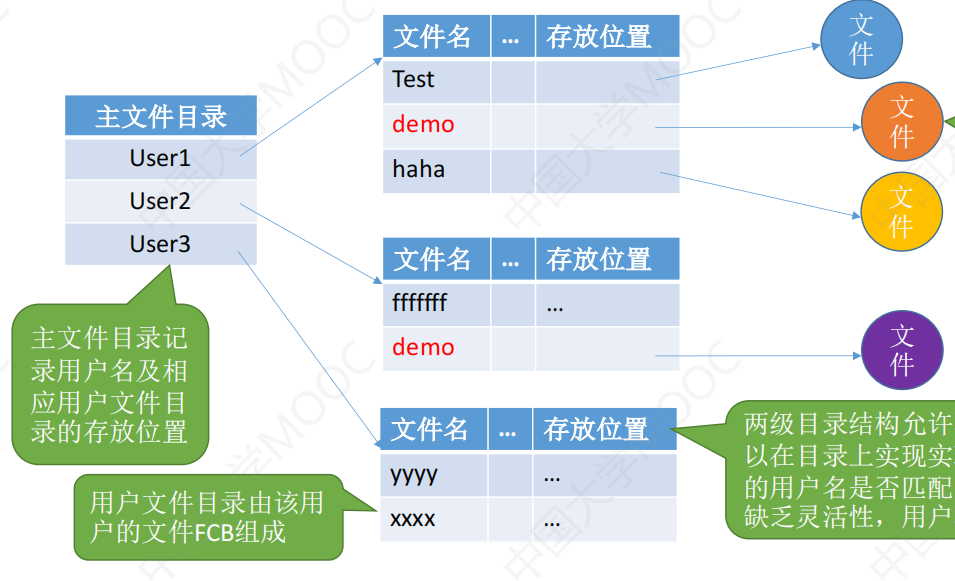 主文件目录
User1
User2
User3
主文件目录记
录用户名及相
应用户文件目
录的存放位置
文件名 ... 存放位置
Test
demo
haha
文
件
文
件
文
件
文件名 ... 存放位置
fffffff ...
demo
文
件
文件名 ... 存放位置
yyyy ...
xxxx ...
用户文件目录由该用
户的文件FCB组成
两级目录结构允许
以在目录上实现实
的用户名是否匹配
缺乏灵活性，用户
中国大学MOOC